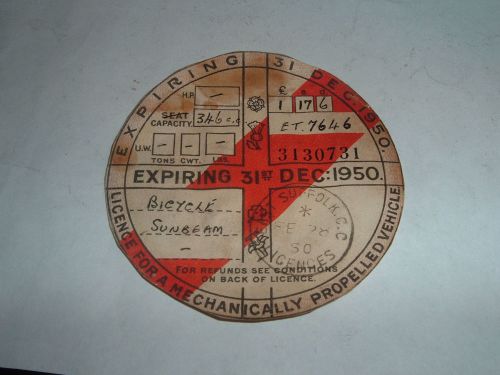 EXPIRING 31 DEC: 1950.
H.P. -
£ s D
1 17 6
SEAT
CAPACITY. 346 c.c
ET. 7646
U.W. - - -
TONS CWT. LBS.
3130731
EXPIRING 31ST DEC: 1950.
BICYCLE
SUNBEAM
-
SUFFOLK. C.C
*
FE 28
50
LICENCES
FOR REFUNDS SEE CONDITIONS
ON BACK OF LICENCE.
LICENCE FOR A MECHANICALLY PROPELLED VEHICLE.